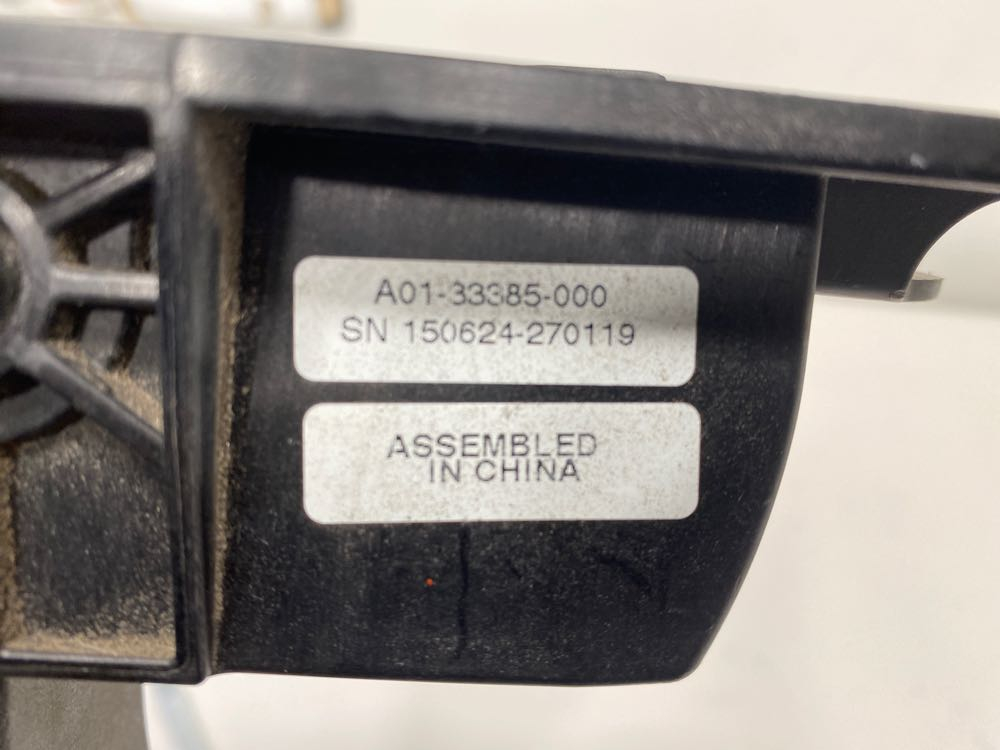 A01-33385-000
SN 150624-270119
ASSEMBLED
IN CHINA